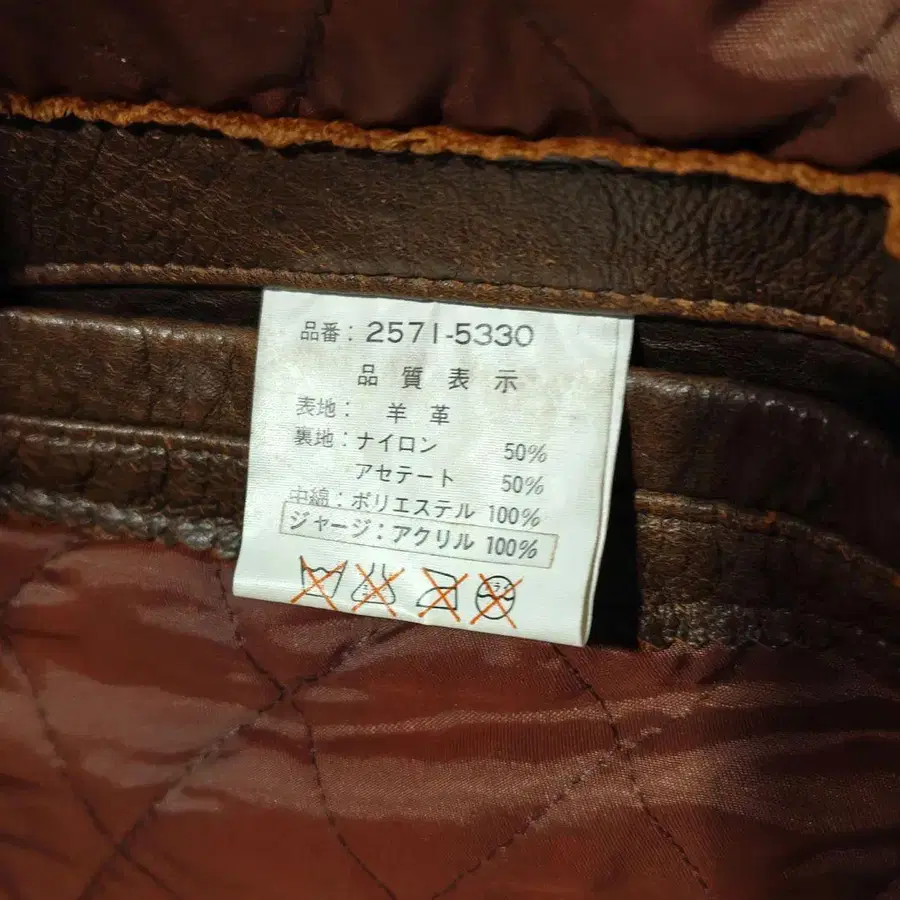 品番：2571-5330
品質表示
表地：羊革
裏地：ナイロン 50%
アセテート 50%
中綿：ポリエステル 100%
ジャージ：アクリル 100%